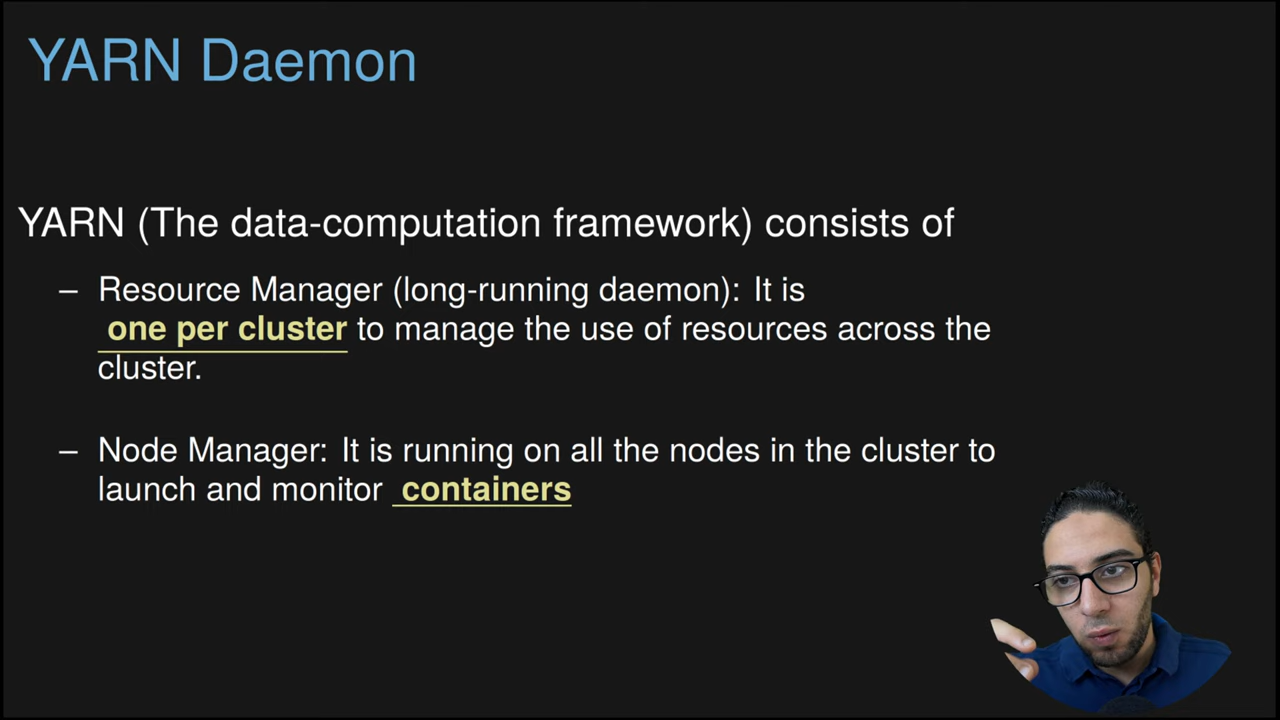 YARN Daemon
YARN (The data-computation framework) consists of
– Resource Manager (long-running daemon): It is
one per cluster to manage the use of resources across the
cluster.
– Node Manager: It is running on all the nodes in the cluster to
launch and monitor containers